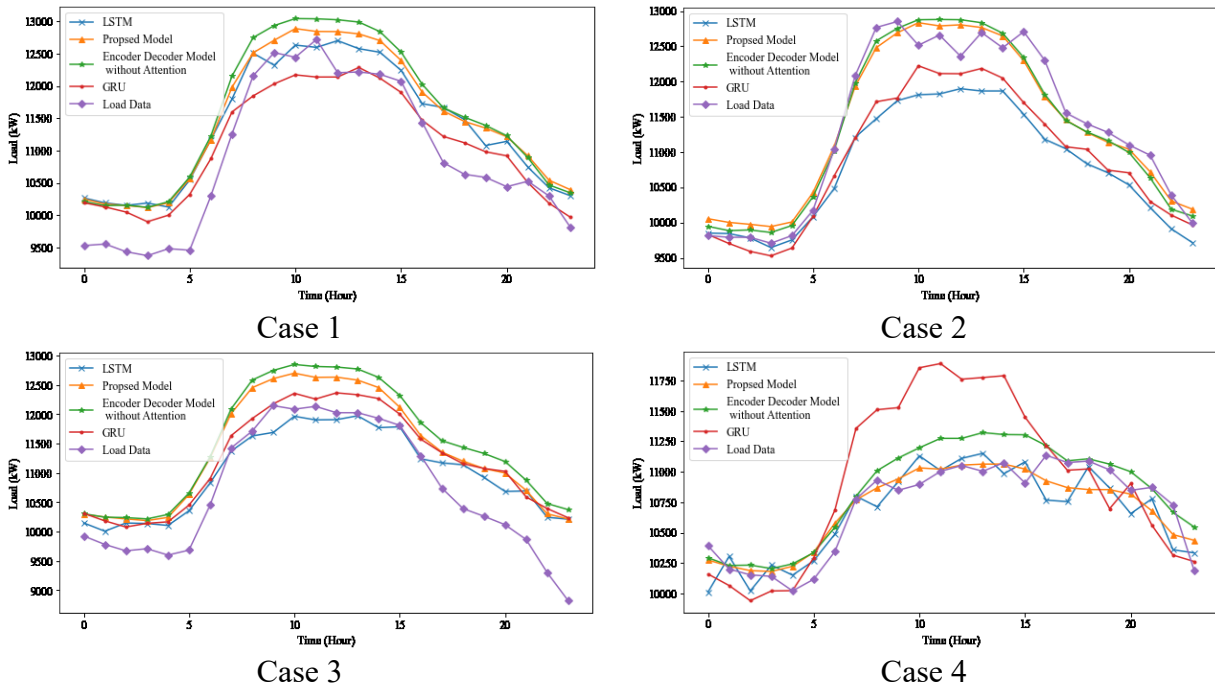 13000
12500
12000
11500
11000
10500
10000
9500
Load (kW)
LSTM
Propsed Model
Encoder Decoder Model
without Attention
GRU
Load Data
0 5 10 15 20
Time (Hour)
Case 1
13000
12500
12000
11500
11000
10500
10000
9500
Load (kW)
LSTM
Propsed Model
Encoder Decoder Model
without Attention
GRU
Load Data
0 5 10 15 20
Time (Hour)
Case 2
13000
12500
12000
11500
11000
10500
10000
9500
9000
Load (kW)
LSTM
Propsed Model
Encoder Decoder Model
without Attention
GRU
Load Data
0 5 10 15 20
Time (Hour)
Case 3
11750
11500
11250
11000
10750
10500
10250
10000
Load (kW)
LSTM
Propsed Model
Encoder Decoder Model
without Attention
GRU
Load Data
0 5 10 15 20
Time (Hour)
Case 4